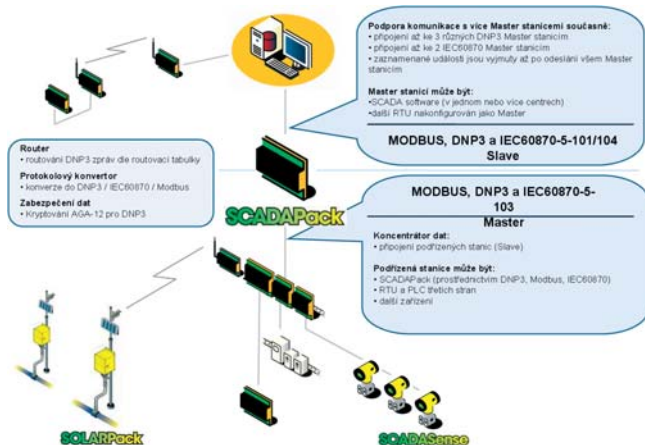 Podpora komunikace s více Master stanicemi současně:
• připojení až ke 3 různých DNP3 Master stanicím
• připojení až ke 2 IEC60870 Master stanicím
• zaznamenané události jsou vyjmuty až po odeslání všem Master
stanicím
Master stanicí může být:
•SCADA software (v jednom nebo více centrech)
•další RTU nakonfigurován jako Master
MODBUS, DNP3 a IEC60870-5-101/104
Slave
Router
• routování DNP3 zpráv dle routovací tabulky
Protokolový konvertor
• konverze do DNP3 / IEC60870 / Modbus
Zabezpečení dat
• Kryptování AGA-12 pro DNP3
SCADAPack
MODBUS, DNP3 a IEC60870-5-
103
Master
Koncentrátor dat:
• připojení podřízených stanic (Slave)
Podřízená stanice může být:
• SCADAPack (prostřednictvím DNP3, Modbus, IEC60870)
• RTU a PLC třetích stran
• další zařízení
SOLARPack
SCADASense